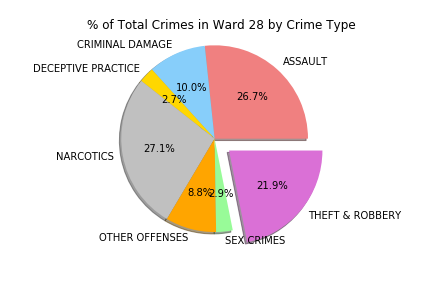 % of Total Crimes in Ward 28 by Crime Type
CRIMINAL DAMAGE
ASSAULT
DECEPTIVE PRACTICE
10.0%
26.7%
2.7%
NARCOTICS
27.1%
21.9%
8.8%
2.9%
THEFT & ROBBERY
OTHER OFFENSES
SEX CRIMES